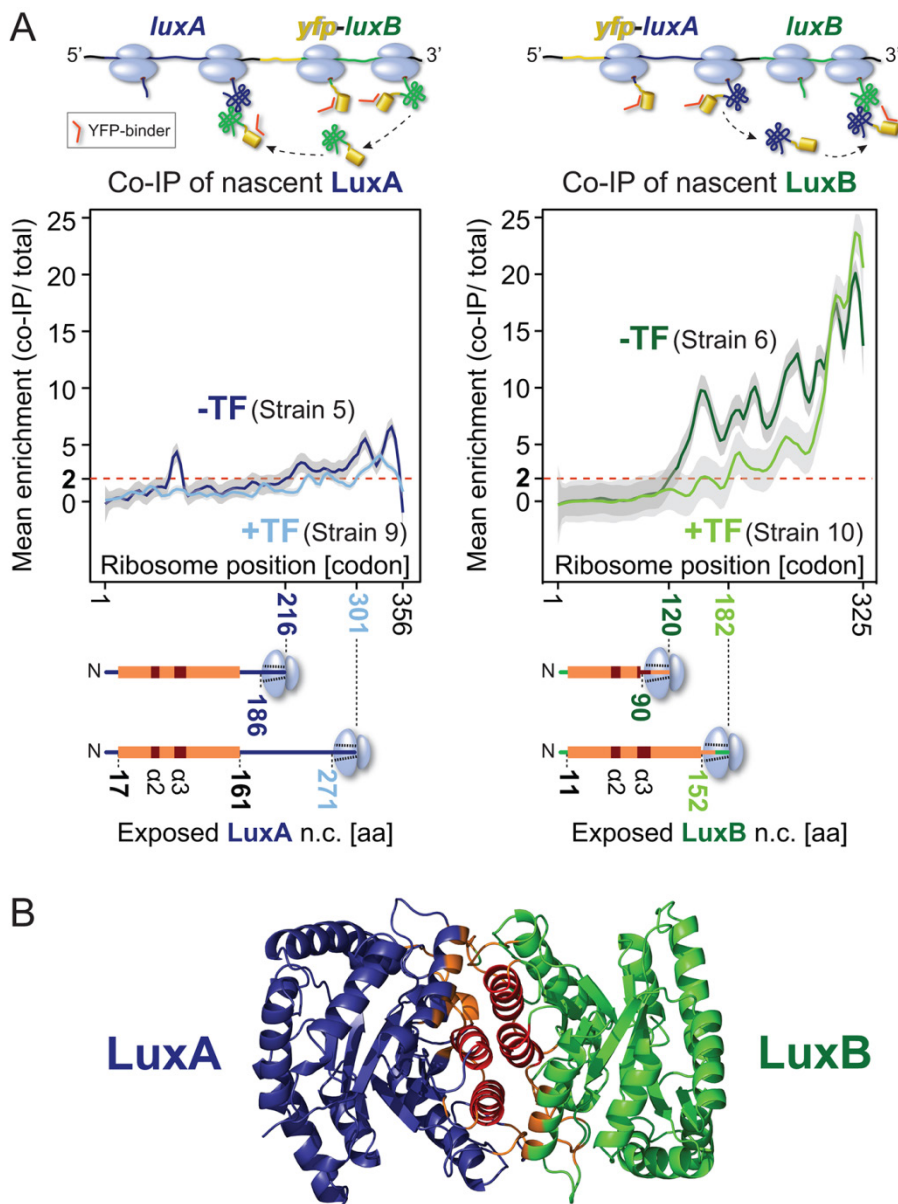 A
luxA yfp-luxB
5' 3'
YFP-binder
Co-IP of nascent LuxA
Mean enrichment (co-IP/ total)
25
20
15
10
5
2
0
-TF (Strain 5)
+TF (Strain 9)
Ribosome position [codon]
1 216 301 356
N
186
N
17 α2 α3 161 271
Exposed LuxA n.c. [aa]
yfp-luxA luxB
5' 3'
Co-IP of nascent LuxB
Mean enrichment (co-IP/ total)
25
20
15
10
5
2
0
-TF (Strain 6)
+TF (Strain 10)
Ribosome position [codon]
1 120 182 325
N
90
N
11 α2 α3 152
Exposed LuxB n.c. [aa]
B
LuxA LuxB